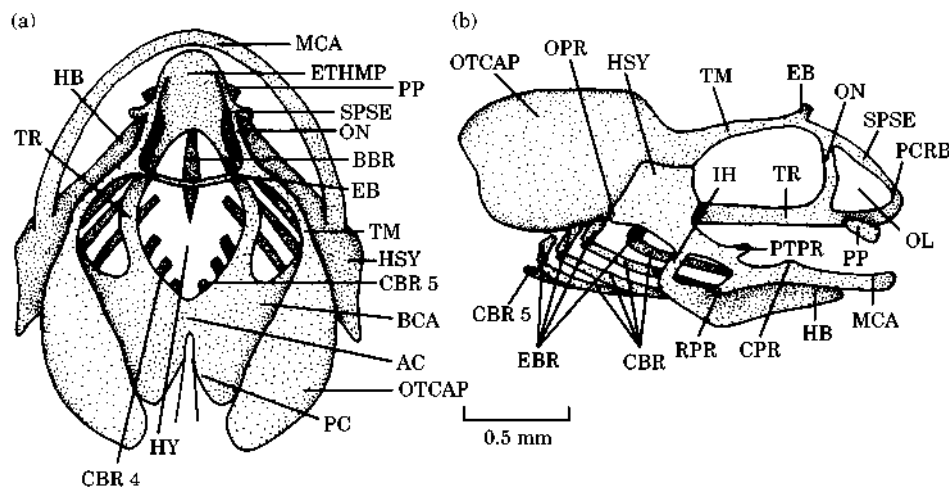 (a)
MCA
ETHMP
PP
SPSE
ON
BBR
EB
TM
HSY
CBR 5
BCA
AC
OTCAP
PC
HB
TR
HY
CBR 4
(b)
OTCAP
OPR
HSY
TM
EB
ON
SPSE
PCRB
IH
TR
OL
PP
PTPR
MCA
HB
CPR
RPR
CBR
EBR
CBR 5
0.5 mm